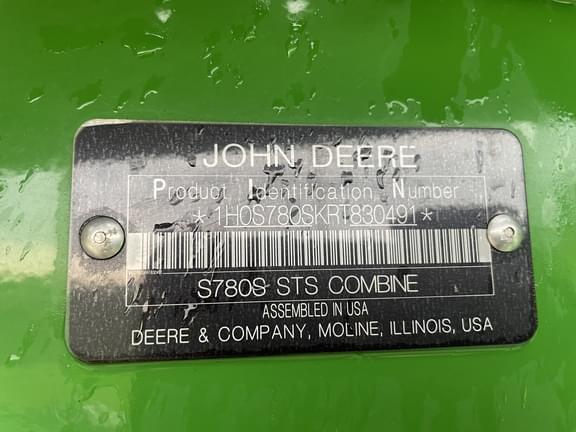 JOHN DEERE
Product Identification Number
*1H0S780SKRT830491*
S780S STS COMBINE
ASSEMBLED IN USA
DEERE & COMPANY, MOLINE, ILLINOIS, USA